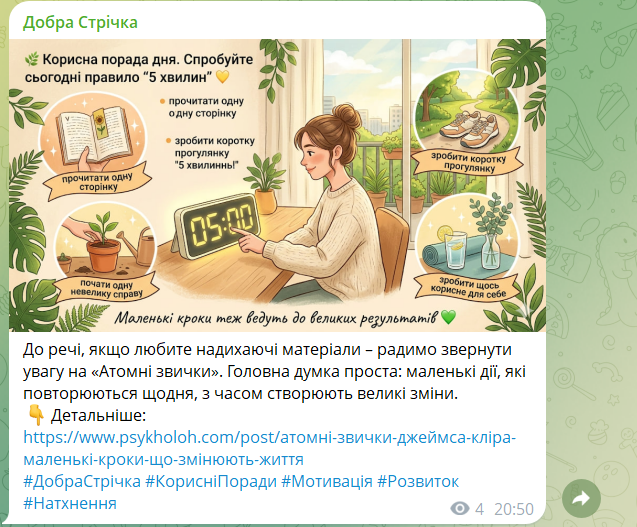 Добра Стрічка
🌿 Корисна порада дня. Спробуйте
сьогодні правило “5 хвилин” 💛
прочитати одну
одну сторінку
зробити коротку
прогулянку
"5 хвилиннь!"
прочитати одну
сторінку
05:00
зробити коротку
прогулянку
почати одну
невелику справу
зробити щось
корисне для себе
Маленькі кроки теж ведуть до великих результатів 💚
До речі, якщо любите надихаючі матеріали – радимо звернути
увагу на «Атомні звички». Головна думка проста: маленькі дії, які
повторюються щодня, з часом створюють великі зміни.
👇 Детальніше:
https://www.psykholoh.com/post/атомні-звички-джеймса-кліра-
маленькі-кроки-що-змінюють-життя
#ДобраСтрічка #КорисніПоради #Мотивація #Розвиток
#Натхнення
4 20:50